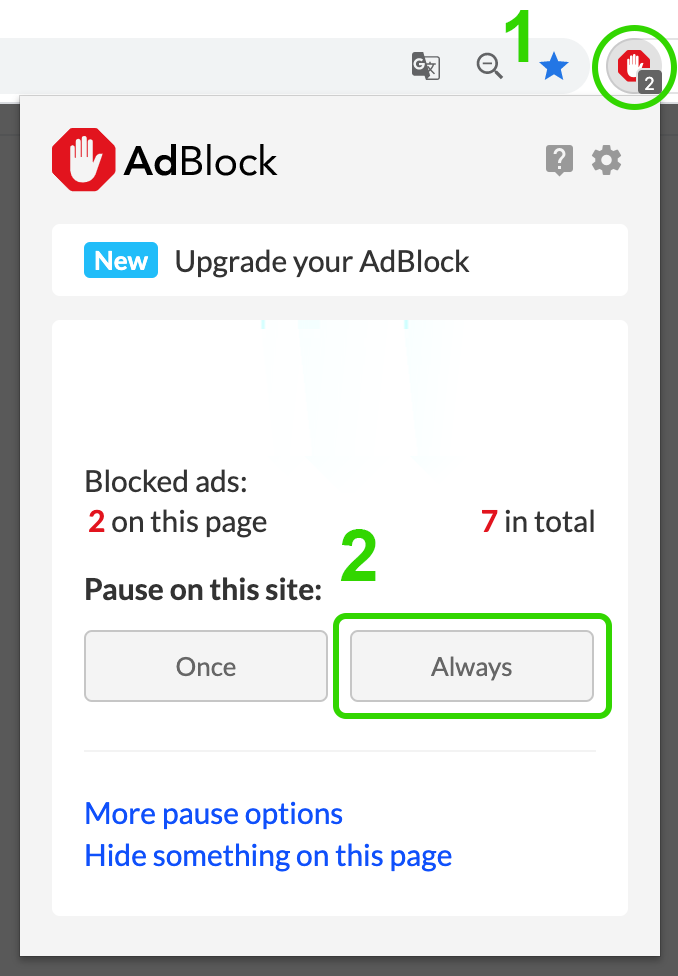 1
2
AdBlock
New Upgrade your AdBlock
Blocked ads:
2 on this page 7 in total
2
Pause on this site:
Once Always
More pause options
Hide something on this page